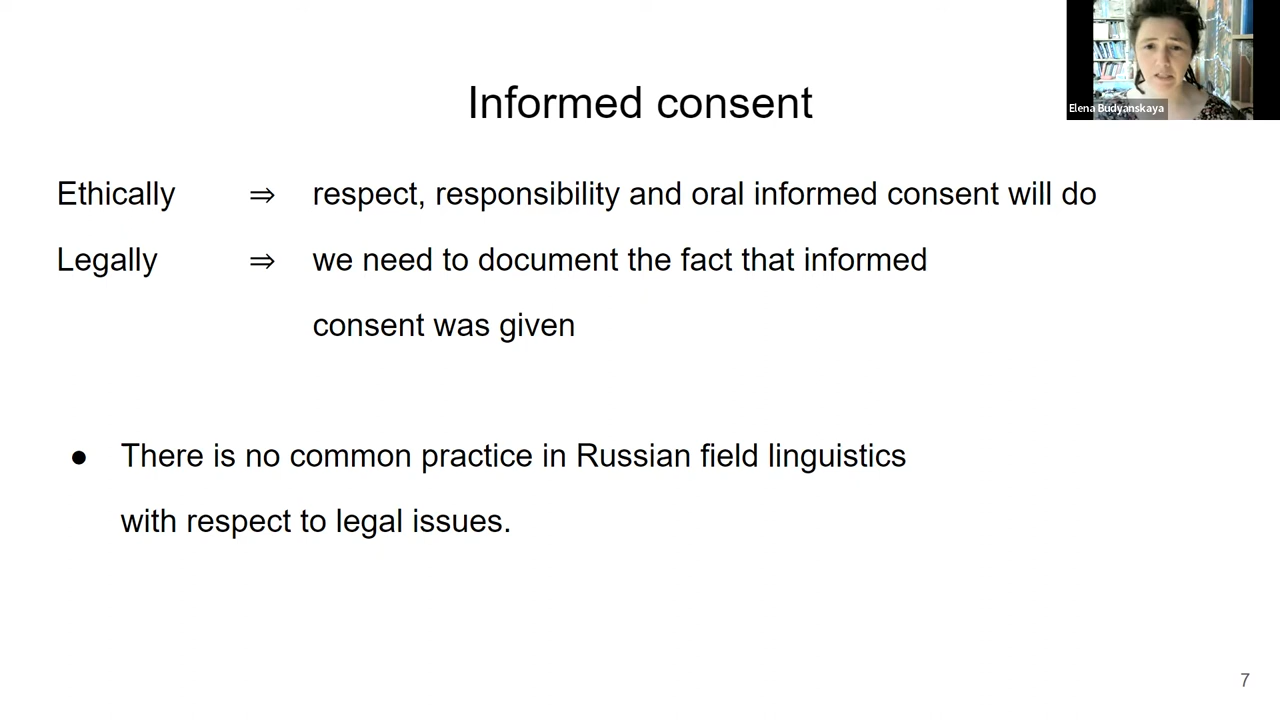 Elena Budyanskaya
Informed consent
Ethically ⇒ respect, responsibility and oral informed consent will do
Legally ⇒ we need to document the fact that informed
consent was given
● There is no common practice in Russian field linguistics
with respect to legal issues.
7